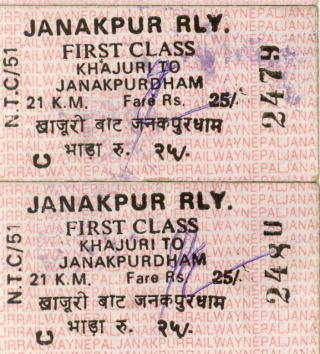 JANAKPUR RLY.
FIRST CLASS
KHAJURI TO
JANAKPURDHAM
21 K.M. Fare Rs. 25/-
खाजूरी बाट जनकपुरधाम
भाड़ा रु. २५/-
N.T.C/51
C
2479
JANAKPUR RLY.
FIRST CLASS
KHAJURI TO
JANAKPURDHAM
21 K.M. Fare Rs. 25/-
खाजूरी बाट जनकपुरधाम
भाड़ा रु. २५/-
N.T.C/51
C
2480